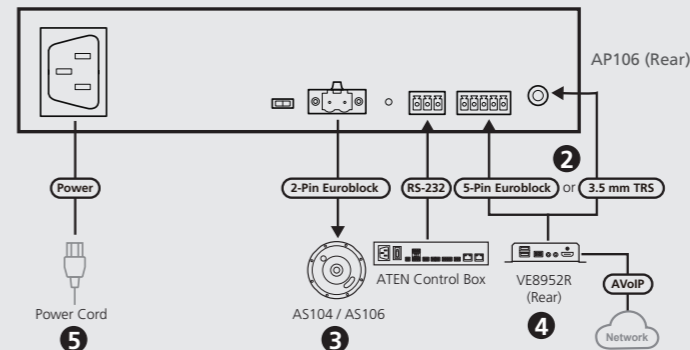 AP106 (Rear)
2
Power
2-Pin Euroblock
RS-232
5-Pin Euroblock or 3.5 mm TRS
ATEN Control Box
VE8952R
(Rear)
AVoIP
Power Cord
AS104 / AS106
Network
5
3
4